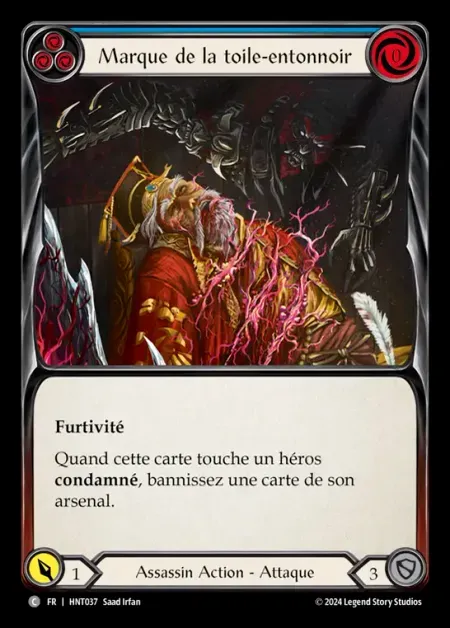 Marque de la toile-entonnoir
0
Furtivité
Quand cette carte touche un héros
condamné, bannissez une carte de son
arsenal.
1
Assassin Action - Attaque
3
C FR | HNT037 Saad Irfan
© 2024 Legend Story Studios